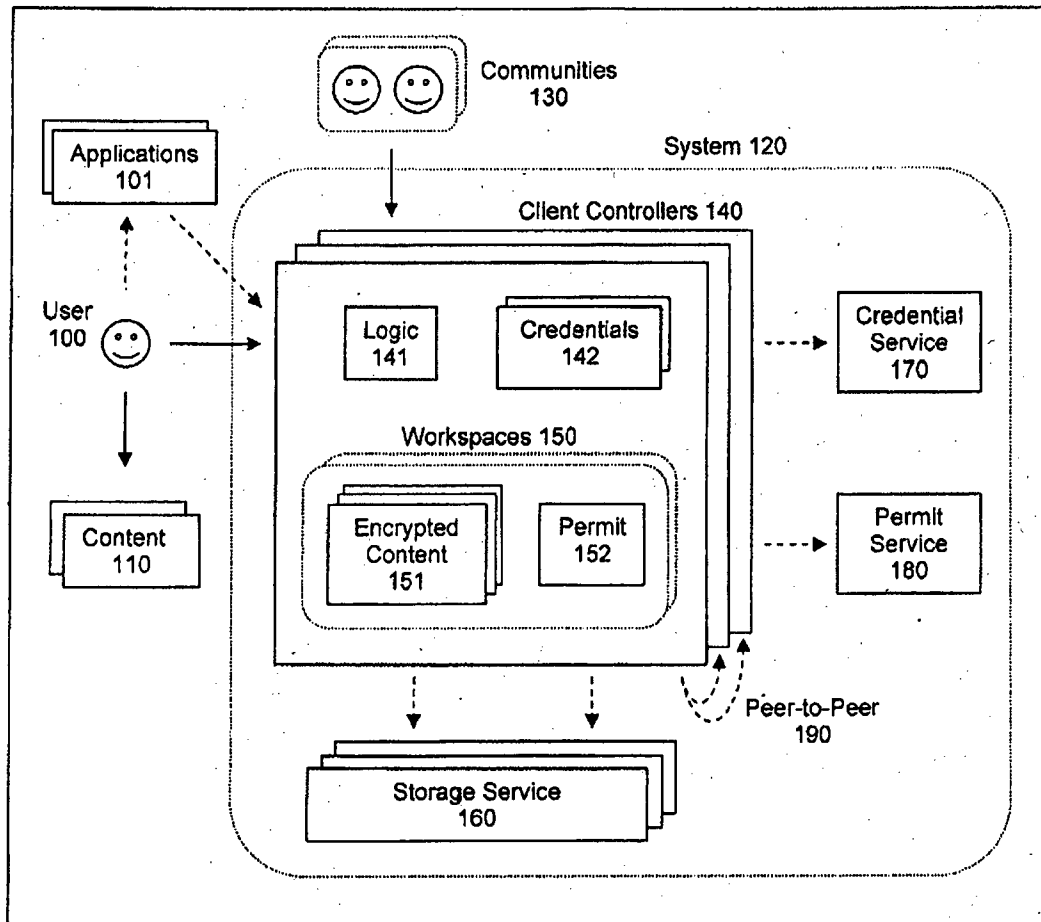 Communities
130
Applications
101
System 120
Client Controllers 140
User
100
Logic
141
Credentials
142
Credential
Service
170
Workspaces 150
Content
110
Encrypted
Content
151
Permit
152
Permit
Service
180
Peer-to-Peer
190
Storage Service
160